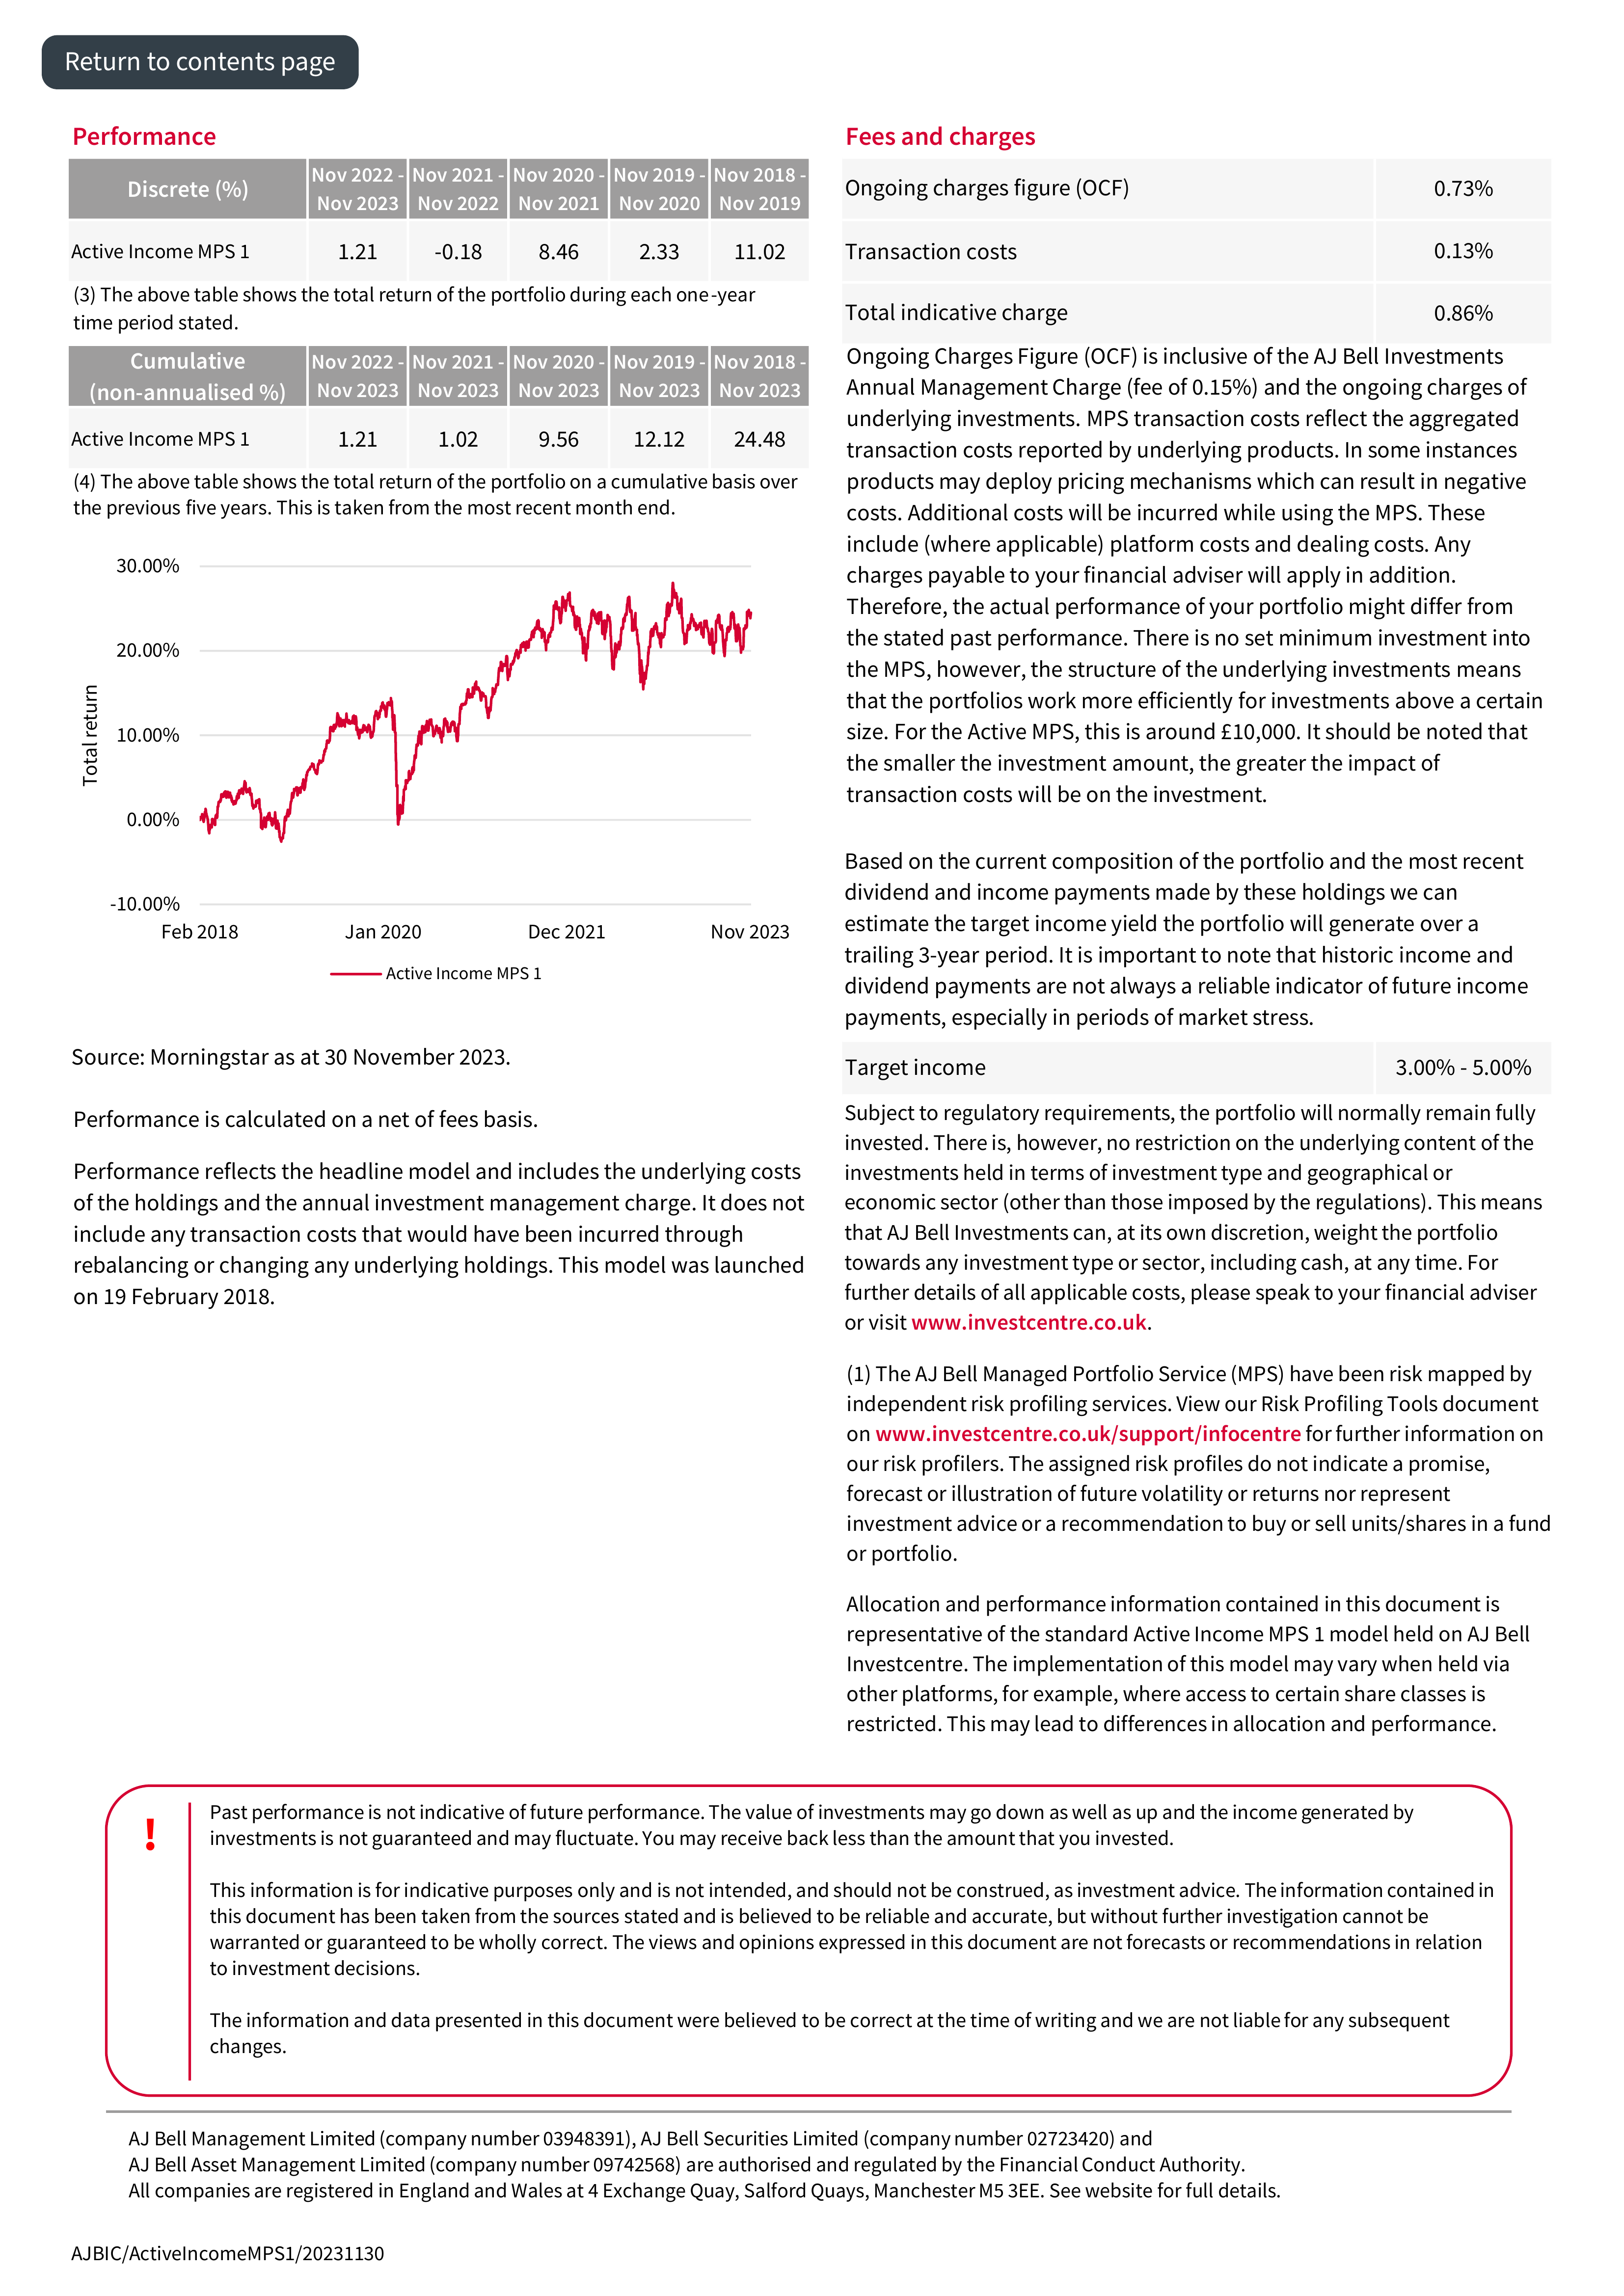 Return to contents page
Performance
Discrete (%)
Nov 2022 -
Nov 2023
Nov 2021 -
Nov 2022
Nov 2020 -
Nov 2021
Nov 2019 -
Nov 2020
Nov 2018 -
Nov 2019
Active Income MPS 1 1.21 -0.18 8.46 2.33 11.02
(3) The above table shows the total return of the portfolio during each one-year
time period stated.
Cumulative
(non-annualised %)
Nov 2022 -
Nov 2023
Nov 2021 -
Nov 2023
Nov 2020 -
Nov 2023
Nov 2019 -
Nov 2023
Nov 2018 -
Nov 2023
Active Income MPS 1 1.21 1.02 9.56 12.12 24.48
(4) The above table shows the total return of the portfolio on a cumulative basis over
the previous five years. This is taken from the most recent month end.
Total return
30.00%
20.00%
10.00%
0.00%
-10.00%
Feb 2018 Jan 2020 Dec 2021 Nov 2023
Active Income MPS 1
Source: Morningstar as at 30 November 2023.
Performance is calculated on a net of fees basis.
Performance reflects the headline model and includes the underlying costs
of the holdings and the annual investment management charge. It does not
include any transaction costs that would have been incurred through
rebalancing or changing any underlying holdings. This model was launched
on 19 February 2018.
Fees and charges
Ongoing charges figure (OCF) 0.73%
Transaction costs 0.13%
Total indicative charge 0.86%
Ongoing Charges Figure (OCF) is inclusive of the AJ Bell Investments
Annual Management Charge (fee of 0.15%) and the ongoing charges of
underlying investments. MPS transaction costs reflect the aggregated
transaction costs reported by underlying products. In some instances
products may deploy pricing mechanisms which can result in negative
costs. Additional costs will be incurred while using the MPS. These
include (where applicable) platform costs and dealing costs. Any
charges payable to your financial adviser will apply in addition.
Therefore, the actual performance of your portfolio might differ from
the stated past performance. There is no set minimum investment into
the MPS, however, the structure of the underlying investments means
that the portfolios work more efficiently for investments above a certain
size. For the Active MPS, this is around £10,000. It should be noted that
the smaller the investment amount, the greater the impact of
transaction costs will be on the investment.
Based on the current composition of the portfolio and the most recent
dividend and income payments made by these holdings we can
estimate the target income yield the portfolio will generate over a
trailing 3-year period. It is important to note that historic income and
dividend payments are not always a reliable indicator of future income
payments, especially in periods of market stress.
Target income 3.00% - 5.00%
Subject to regulatory requirements, the portfolio will normally remain fully
invested. There is, however, no restriction on the underlying content of the
investments held in terms of investment type and geographical or
economic sector (other than those imposed by the regulations). This means
that AJ Bell Investments can, at its own discretion, weight the portfolio
towards any investment type or sector, including cash, at any time. For
further details of all applicable costs, please speak to your financial adviser
or visit www.investcentre.co.uk.
(1) The AJ Bell Managed Portfolio Service (MPS) have been risk mapped by
independent risk profiling services. View our Risk Profiling Tools document
on www.investcentre.co.uk/support/infocentre for further information on
our risk profilers. The assigned risk profiles do not indicate a promise,
forecast or illustration of future volatility or returns nor represent
investment advice or a recommendation to buy or sell units/shares in a fund
or portfolio.
Allocation and performance information contained in this document is
representative of the standard Active Income MPS 1 model held on AJ Bell
Investcentre. The implementation of this model may vary when held via
other platforms, for example, where access to certain share classes is
restricted. This may lead to differences in allocation and performance.
!
Past performance is not indicative of future performance. The value of investments may go down as well as up and the income generated by
investments is not guaranteed and may fluctuate. You may receive back less than the amount that you invested.
This information is for indicative purposes only and is not intended, and should not be construed, as investment advice. The information contained in
this document has been taken from the sources stated and is believed to be reliable and accurate, but without further investigation cannot be
warranted or guaranteed to be wholly correct. The views and opinions expressed in this document are not forecasts or recommendations in relation
to investment decisions.
The information and data presented in this document were believed to be correct at the time of writing and we are not liable for any subsequent
changes.
AJ Bell Management Limited (company number 03948391), AJ Bell Securities Limited (company number 02723420) and
AJ Bell Asset Management Limited (company number 09742568) are authorised and regulated by the Financial Conduct Authority.
All companies are registered in England and Wales at 4 Exchange Quay, Salford Quays, Manchester M5 3EE. See website for full details.
AJBIC/ActiveIncomeMPS1/20231130